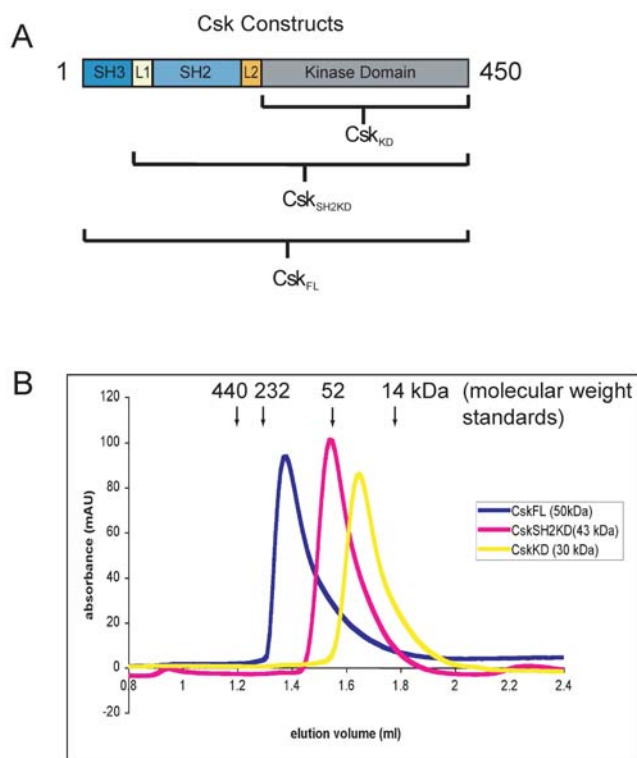 A
Csk Constructs
1 SH3 L1 SH2 L2 Kinase Domain 450
CskKD
CskSH2KD
CskFL
B
440 232 52 14 kDa (molecular weight
standards)
120
100
80
60
40
20
0
-20
0.8 1 1.2 1.4 1.6 1.8 2 2.2 2.4
absorbance (mAU)
elution volume (ml)
CskFL (50kDa)
CskSH2KD(43 kDa)
CskKD (30 kDa)